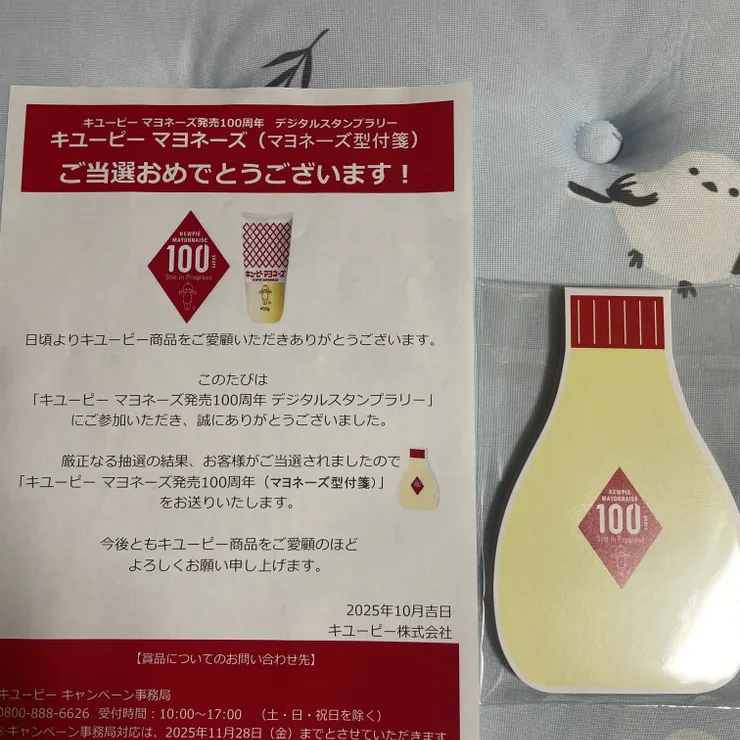 キユーピー マヨネーズ発売100周年 デジタルスタンプラリー
キユーピー マヨネーズ（マヨネーズ型付箋）
ご当選おめでとうございます！
KEWPIE
MAYONNAISE
100
YEARS
Still in Progress
キユーピーマヨネーズ
KEWPIE MAYONNAISE
450g
日頃よりキユーピー商品をご愛顧いただきありがとうございます。
このたびは
「キユーピー マヨネーズ発売100周年 デジタルスタンプラリー」
にご参加いただき、誠にありがとうございました。
厳正なる抽選の結果、お客様がご当選されましたので
「キユーピー マヨネーズ発売100周年（マヨネーズ型付箋）」
をお送りいたします。
今後ともキユーピー商品をご愛顧のほど
よろしくお願い申し上げます。
2025年10月吉日
キユーピー株式会社
【賞品についてのお問い合わせ先】
キユーピー キャンペーン事務局
0800-888-6626 受付時間：10:00～17:00 （土・日・祝日を除く）
※キャンペーン事務局対応は、2025年11月28日（金）までとさせていただきます
KEWPIE
MAYONNAISE
100
YEARS
Still in Progress